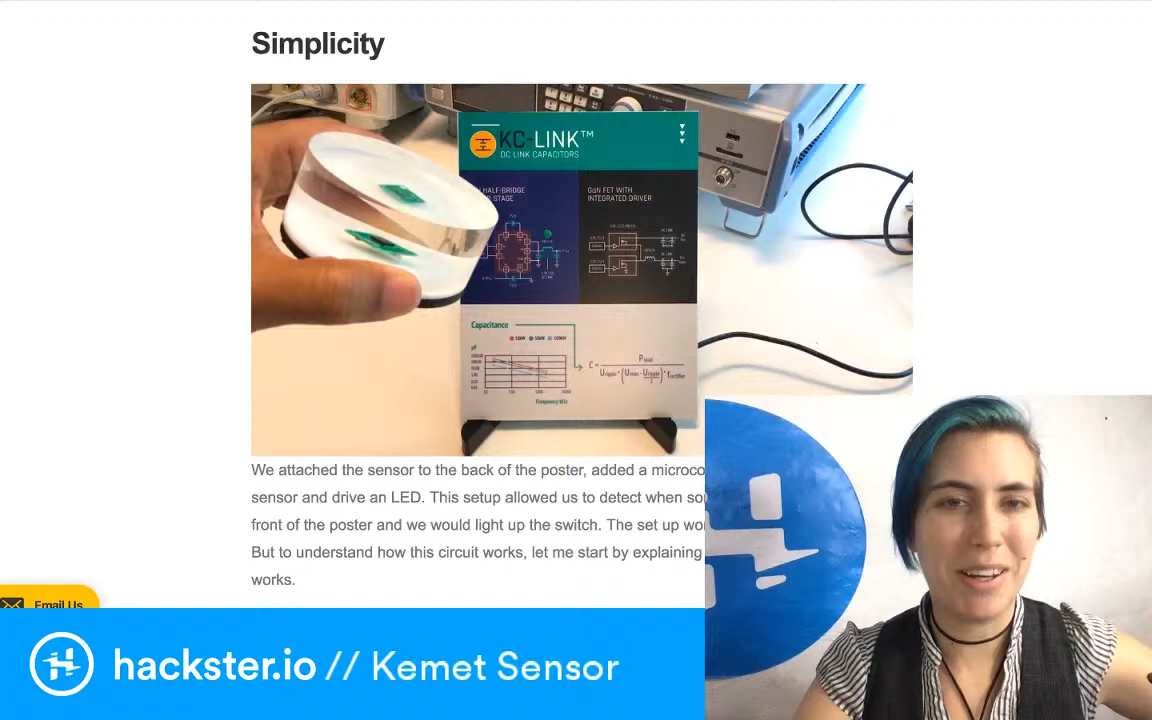 Simplicity
KC-LINK™
DC LINK CAPACITORS
HALF-BRIDGE
STAGE
GaN FET WITH
INTEGRATED DRIVER
Capacitance
Frequency kHz
We attached the sensor to the back of the poster, added a microco
sensor and drive an LED. This setup allowed us to detect when so
front of the poster and we would light up the switch. The set up wo
But to understand how this circuit works, let me start by explaining
works.
Email Us
hackster.io // Kemet Sensor